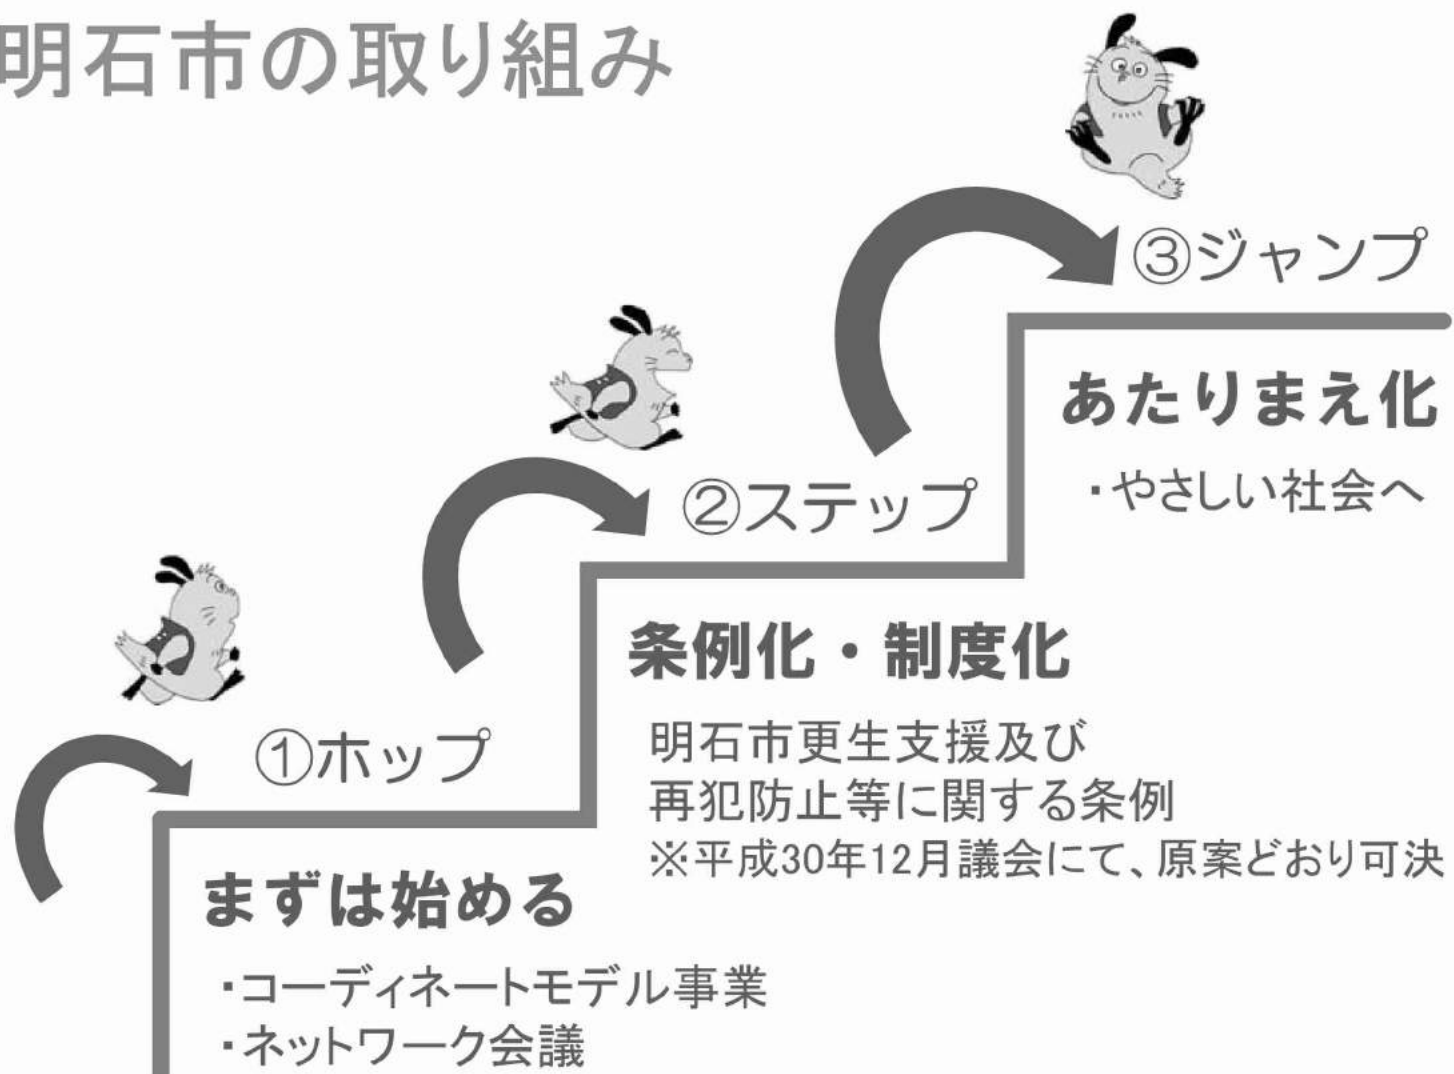 明石市の取り組み
③ジャンプ
あたりまえ化
・やさしい社会へ
②ステップ
条例化・制度化
明石市更生支援及び
再犯防止等に関する条例
※平成30年12月議会にて、原案どおり可決
①ホップ
まずは始める
・コーディネートモデル事業
・ネットワーク会議